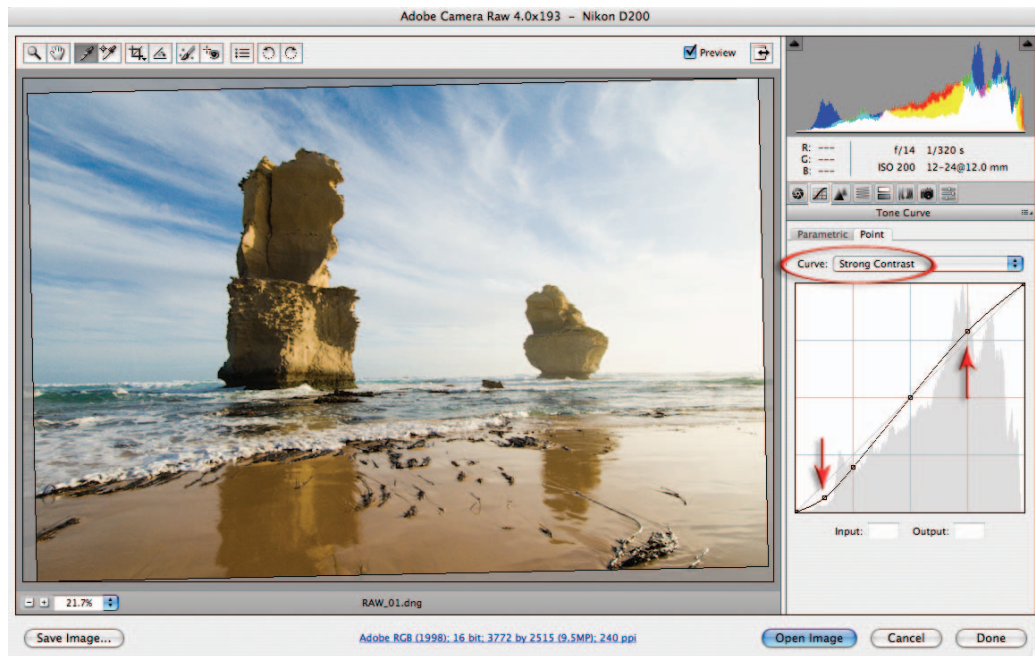 Adobe Camera Raw 4.0x193 – Nikon D200
Preview
R: ---
G: ---
B: ---
f/14 1/320 s
ISO 200 12-24@12.0 mm
Tone Curve
Parametric Point
Curve: Strong Contrast
Input: Output:
21.7%
RAW_01.dng
Save Image...
Adobe RGB (1998); 16 bit; 3772 by 2515 (9.5MP); 240 ppi
Open Image
Cancel
Done